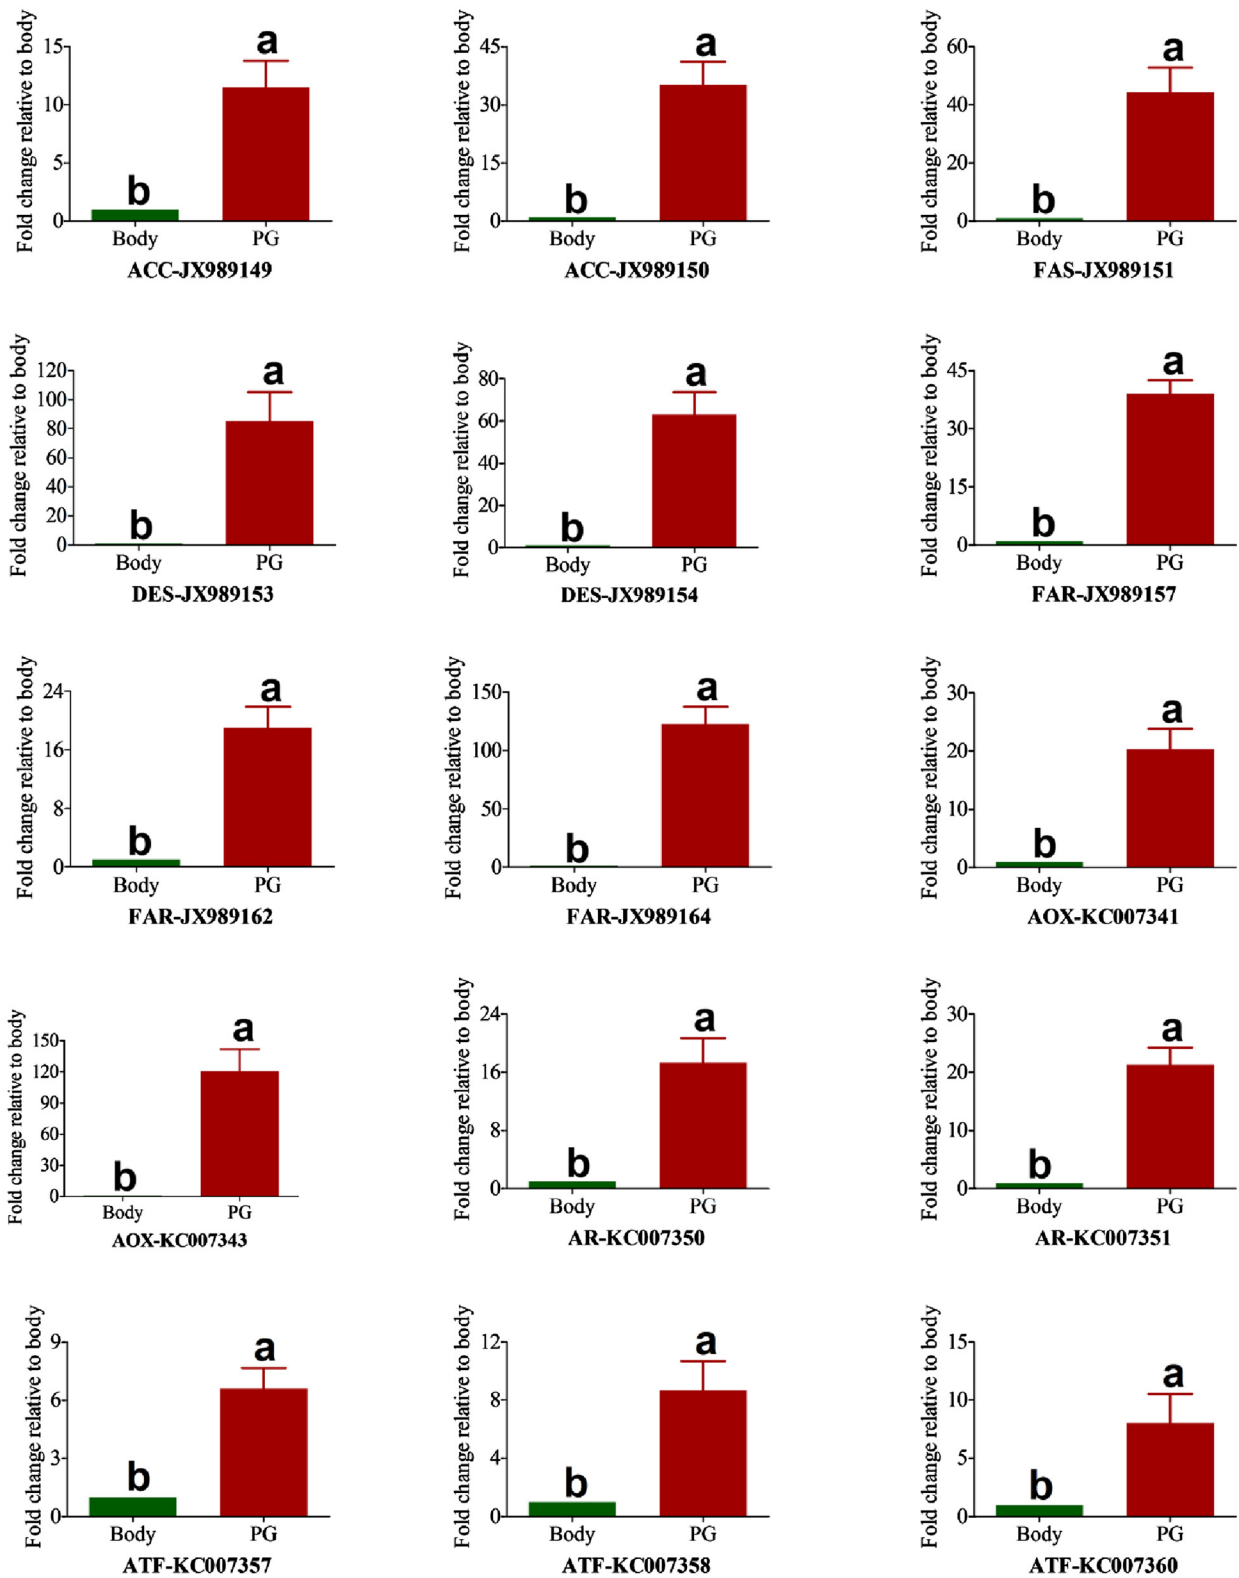 Fold change relative to body
15
10
5
0
b
a
Body PG
ACC-JX989149
Fold change relative to body
45
30
15
0
b
a
Body PG
ACC-JX989150
Fold change relative to body
60
40
20
0
b
a
Body PG
FAS-JX989151
Fold change relative to body
120
100
80
60
40
20
0
b
a
Body PG
DES-JX989153
Fold change relative to body
80
60
40
20
0
b
a
Body PG
DES-JX989154
Fold change relative to body
45
30
15
0
b
a
Body PG
FAR-JX989157
Fold change relative to body
24
16
8
0
b
a
Body PG
FAR-JX989162
Fold change relative to body
150
100
50
0
b
a
Body PG
FAR-JX989164
Fold change relative to body
30
20
10
0
b
a
Body PG
AOX-KC007341
Fold change relative to body
150
120
90
60
30
0
b
a
Body PG
AOX-KC007343
Fold change relative to body
24
16
8
0
b
a
Body PG
AR-KC007350
Fold change relative to body
30
20
10
0
b
a
Body PG
AR-KC007351
Fold change relative to body
9
6
3
0
b
a
Body PG
ATF-KC007357
Fold change relative to body
12
8
4
0
b
a
Body PG
ATF-KC007358
Fold change relative to body
15
10
5
0
b
a
Body PG
ATF-KC007360